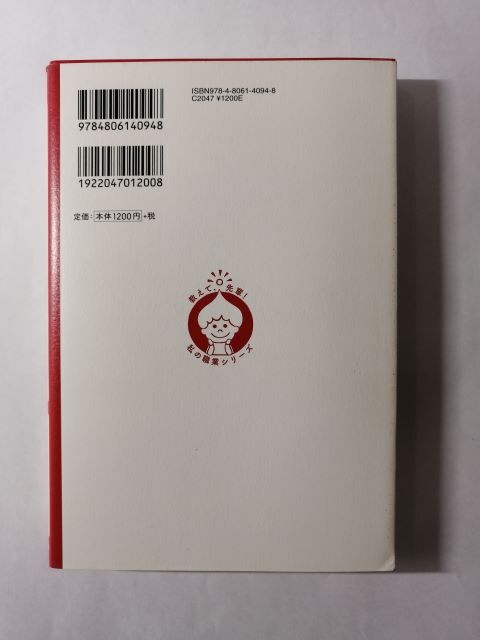 ISBN978-4-8061-4094-8
C2047 ¥1200E
9784806140948
1922047012008
定価: 本体1200円 +税
教えて、先輩!
私の職業シリーズ